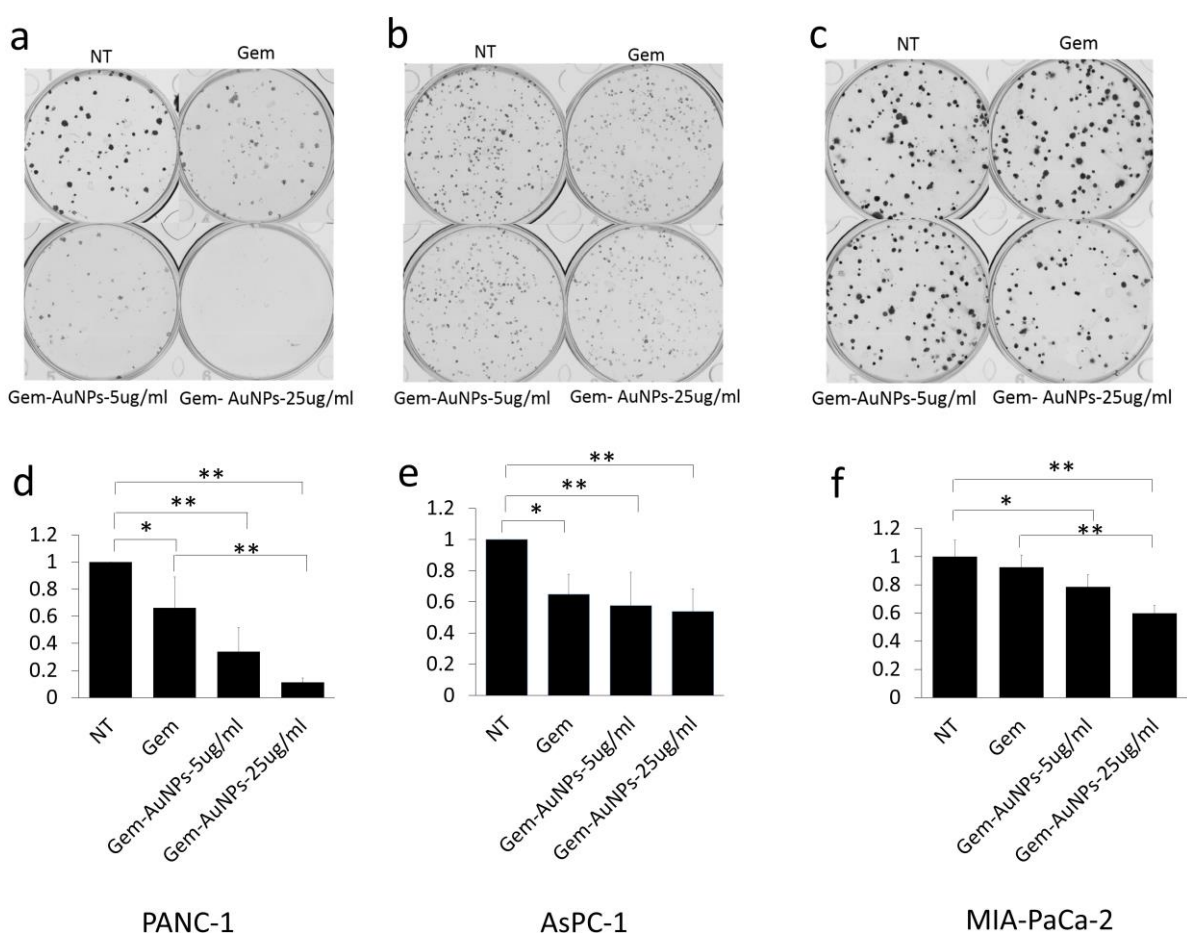 a
NT
Gem
Gem-AuNPs-5ug/ml
Gem- AuNPs-25ug/ml
b
NT
Gem
Gem-AuNPs-5ug/ml
Gem- AuNPs-25ug/ml
c
NT
Gem
Gem-AuNPs-5ug/ml
Gem- AuNPs-25ug/ml
d
**
**
*
**
1.2
1
0.8
0.6
0.4
0.2
0
NT
Gem
Gem-AuNPs-5ug/ml
Gem-AuNPs-25ug/ml
PANC-1
e
**
**
*
1.2
1
0.8
0.6
0.4
0.2
0
NT
Gem
Gem-AuNPs-5ug/ml
Gem-AuNPs-25ug/ml
AsPC-1
f
**
*
**
1.2
1
0.8
0.6
0.4
0.2
0
NT
Gem
Gem-AuNPs-5ug/ml
Gem-AuNPs-25ug/ml
MIA-PaCa-2